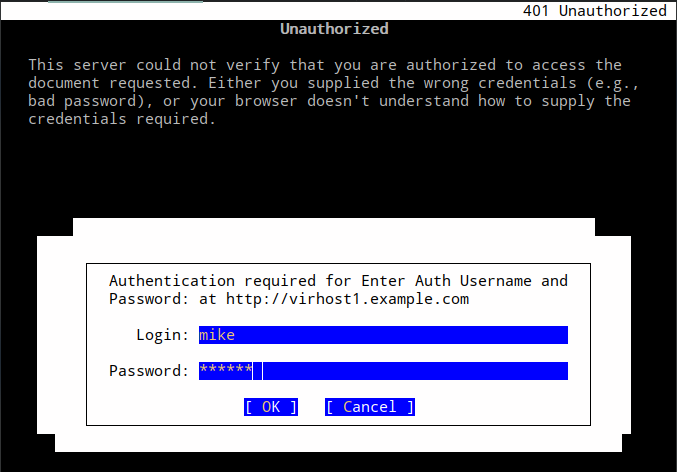 401 Unauthorized
Unauthorized
This server could not verify that you are authorized to access the
document requested. Either you supplied the wrong credentials (e.g.,
bad password), or your browser doesn't understand how to supply the
credentials required.
Authentication required for Enter Auth Username and
Password: at http://virhost1.example.com
Login: mike
Password: ******
[ OK ] [ Cancel ]